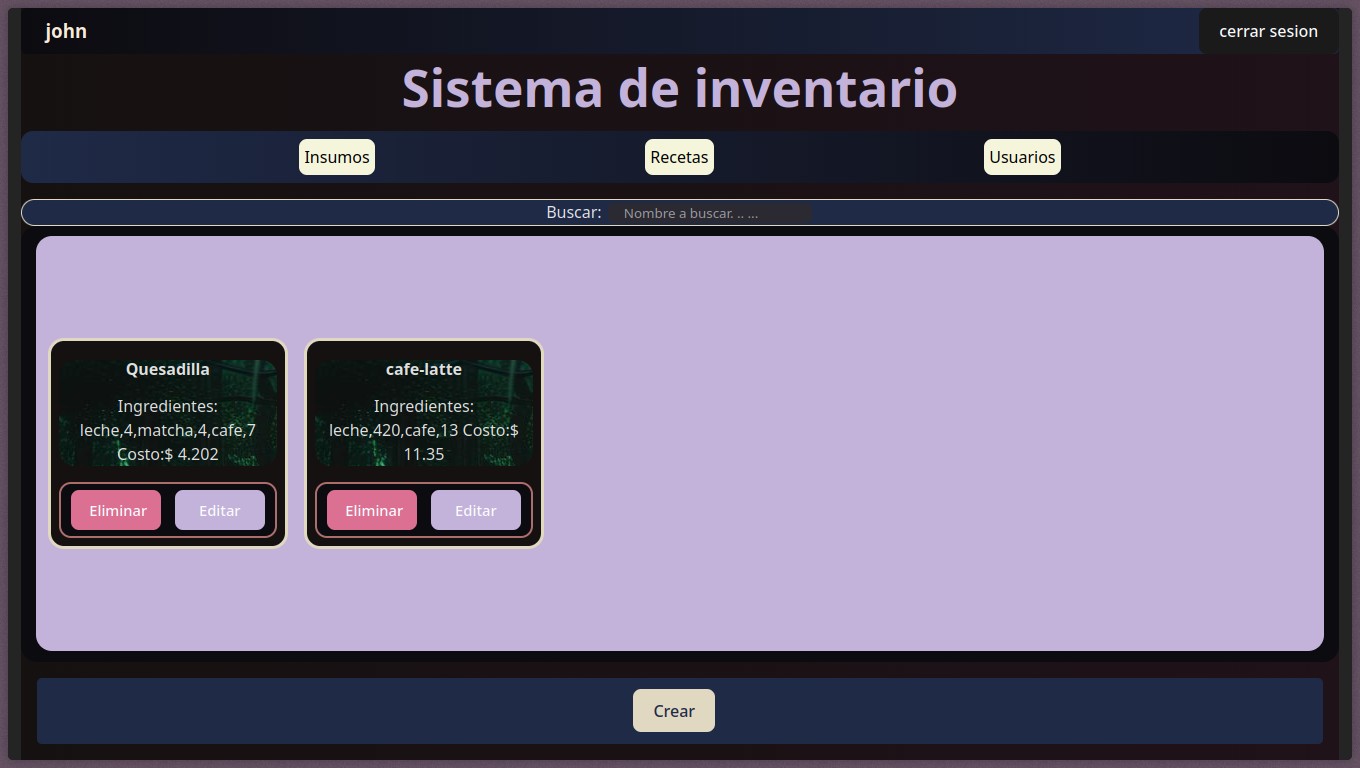 john
cerrar sesion
Sistema de inventario
Insumos
Recetas
Usuarios
Buscar:
Nombre a buscar. .. ...
Quesadilla
Ingredientes:
leche,4,matcha,4,cafe,7
Costo:$ 4.202
Eliminar
Editar
cafe-latte
Ingredientes:
leche,420,cafe,13 Costo:$
11.35
Eliminar
Editar
Crear